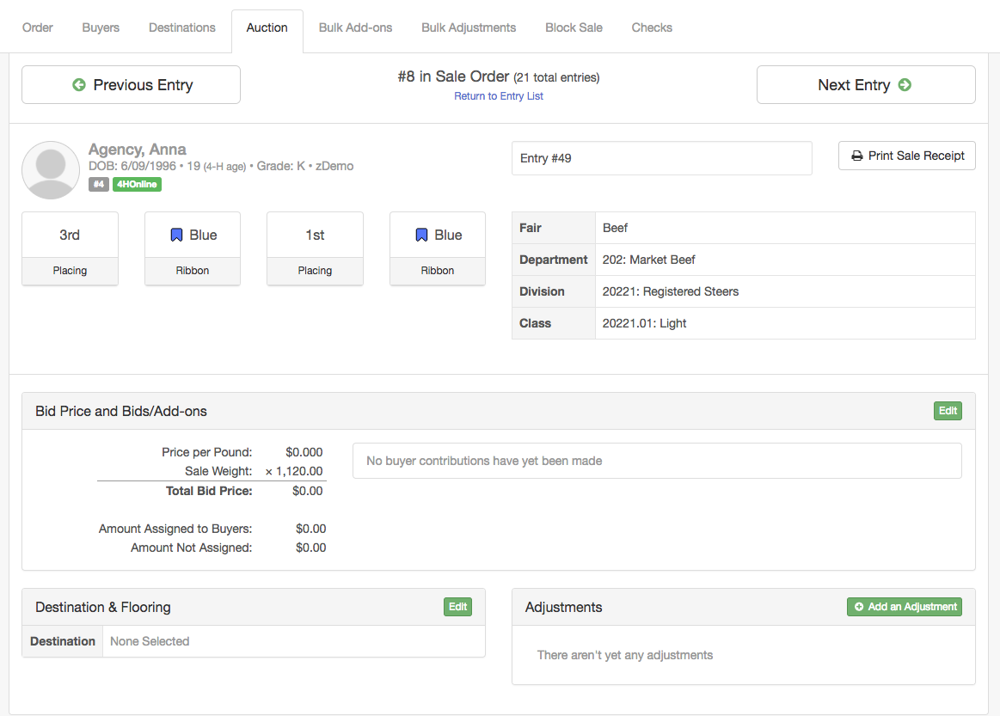 Order Buyers Destinations Auction Bulk Add-ons Bulk Adjustments Block Sale Checks
Previous Entry
#8 in Sale Order (21 total entries)
Return to Entry List
Next Entry
Agency, Anna
DOB: 6/09/1996 • 19 (4-H age) • Grade: K • zDemo
#4 4HOnline
Entry #49
Print Sale Receipt
3rd
Placing
Blue
Ribbon
1st
Placing
Blue
Ribbon
Fair Beef
Department 202: Market Beef
Division 20221: Registered Steers
Class 20221.01: Light
Bid Price and Bids/Add-ons Edit
Price per Pound: $0.000
Sale Weight: × 1,120.00
Total Bid Price: $0.00
Amount Assigned to Buyers: $0.00
Amount Not Assigned: $0.00
No buyer contributions have yet been made
Destination & Flooring Edit
Destination None Selected
Adjustments Add an Adjustment
There aren't yet any adjustments